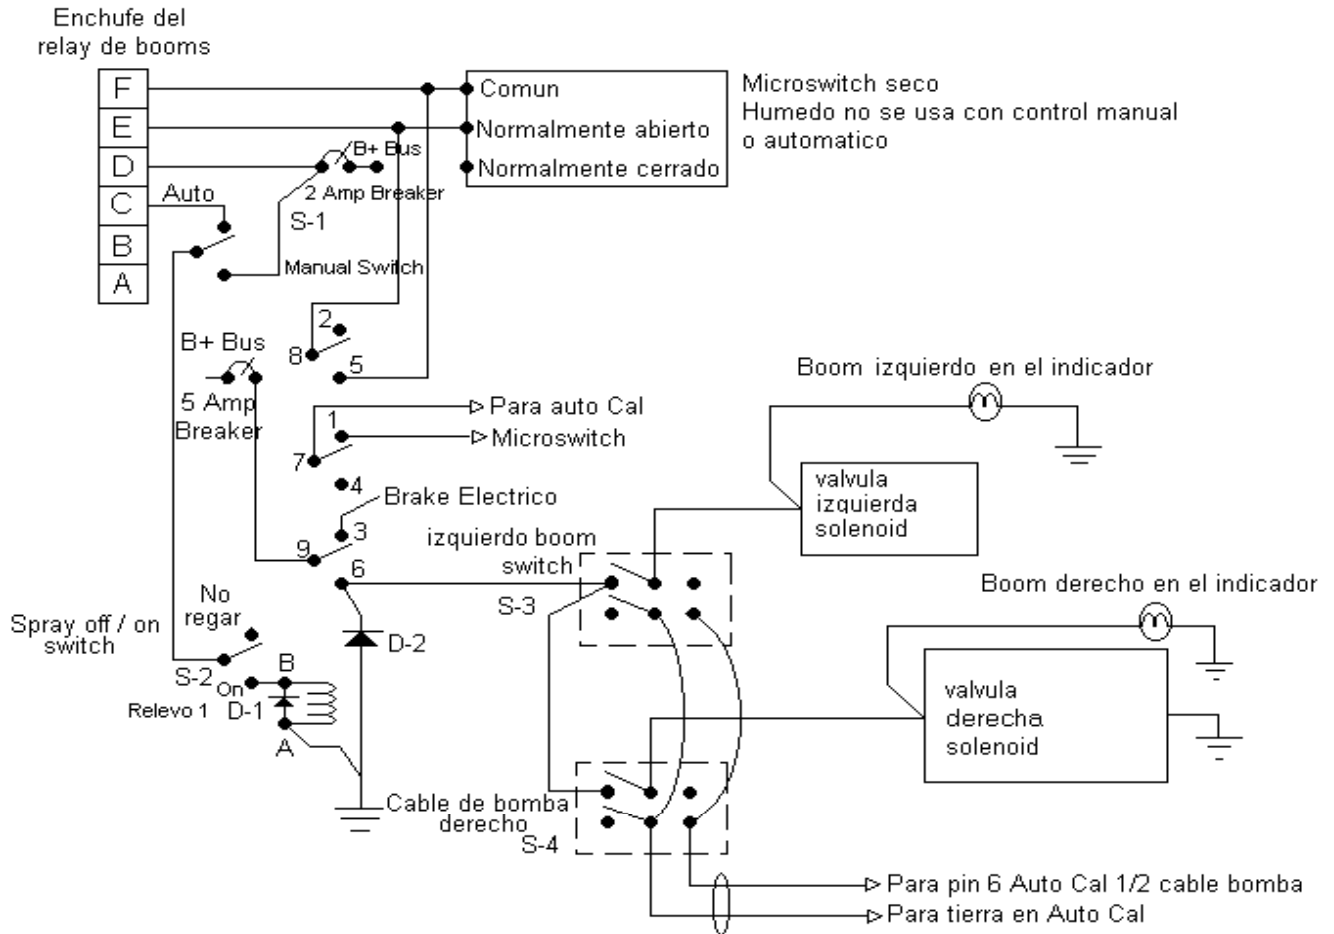 Enchufe del
relay de booms
F
E
D
C
B
A
Comun
Normalmente abierto
Normalmente cerrado
Microswitch seco
Humedo no se usa con control manual
o automatico
B+ Bus
2 Amp Breaker
S-1
Auto
Manual Switch
2
8
5
B+ Bus
5 Amp
Breaker
Para auto Cal
1
Microswitch
7
4
Brake Electrico
3
9
6
Boom izquierdo en el indicador
valvula
izquierda
solenoid
izquierdo boom
switch
S-3
Boom derecho en el indicador
valvula
derecha
solenoid
No
regar
Spray off / on
switch
S-2
On
B
D-1
Relevo 1
A
D-2
Cable de bomba
derecho
S-4
Para pin 6 Auto Cal 1/2 cable bomba
Para tierra en Auto Cal